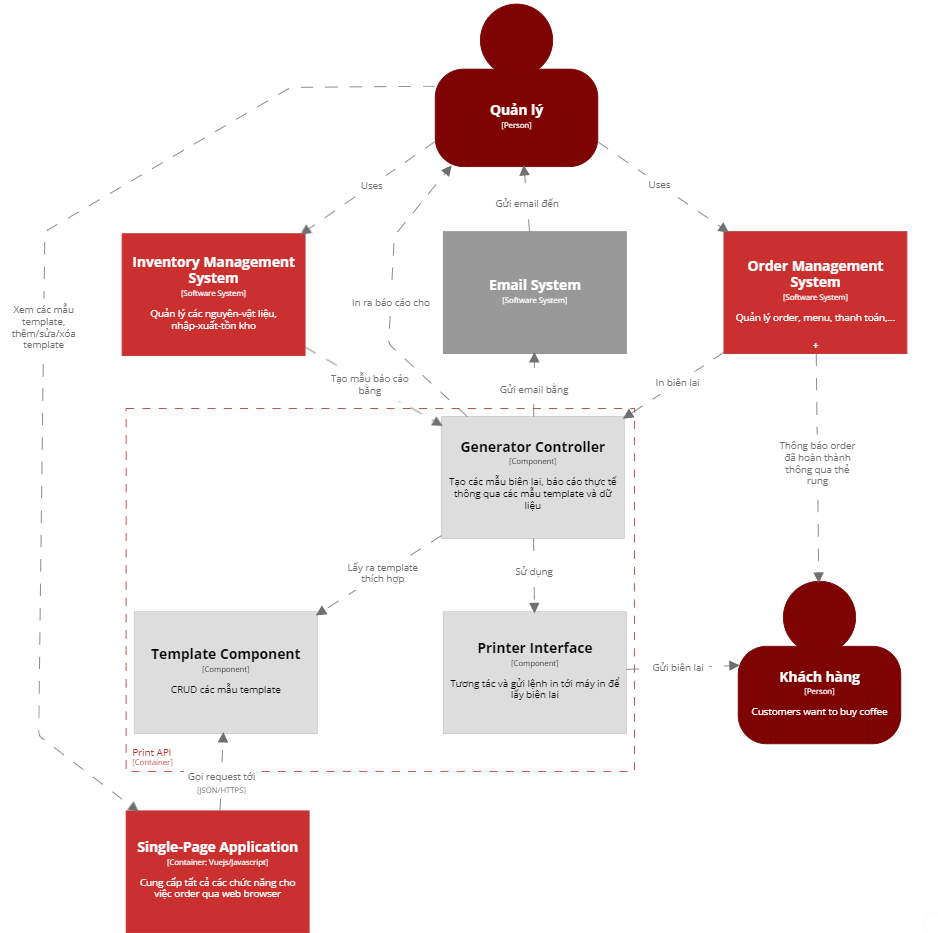 Quản lý
[Person]
Uses
Uses
Gửi email đến
Inventory Management
System
[Software System]
Quản lý các nguyên-vật liệu,
nhập-xuất-tồn kho
Email System
[Software System]
Order Management
System
[Software System]
Quản lý order, menu, thanh toán,...
+
Xem các mẫu
template,
thêm/sửa/xóa
template
In ra báo cáo cho
Tạo mẫu báo cáo
bằng
Gửi email bằng
In biên lai
Generator Controller
[Component]
Tạo các mẫu biên lai, báo cáo thực tế
thông qua các mẫu template và dữ
liệu
Thông báo order
đã hoàn thành
thông qua thẻ
rung
Lấy ra template
thích hợp
Sử dụng
Template Component
[Component]
CRUD các mẫu template
Printer Interface
[Component]
Tương tác và gửi lệnh in tới máy in để
lấy biên lai
Gửi biên lai
Khách hàng
[Person]
Customers want to buy coffee
Print API
[Container]
Gọi request tới
[JSON/HTTPS]
Single-Page Application
[Container: Vuejs/Javascript]
Cung cấp tất cả các chức năng cho
việc order qua web browser